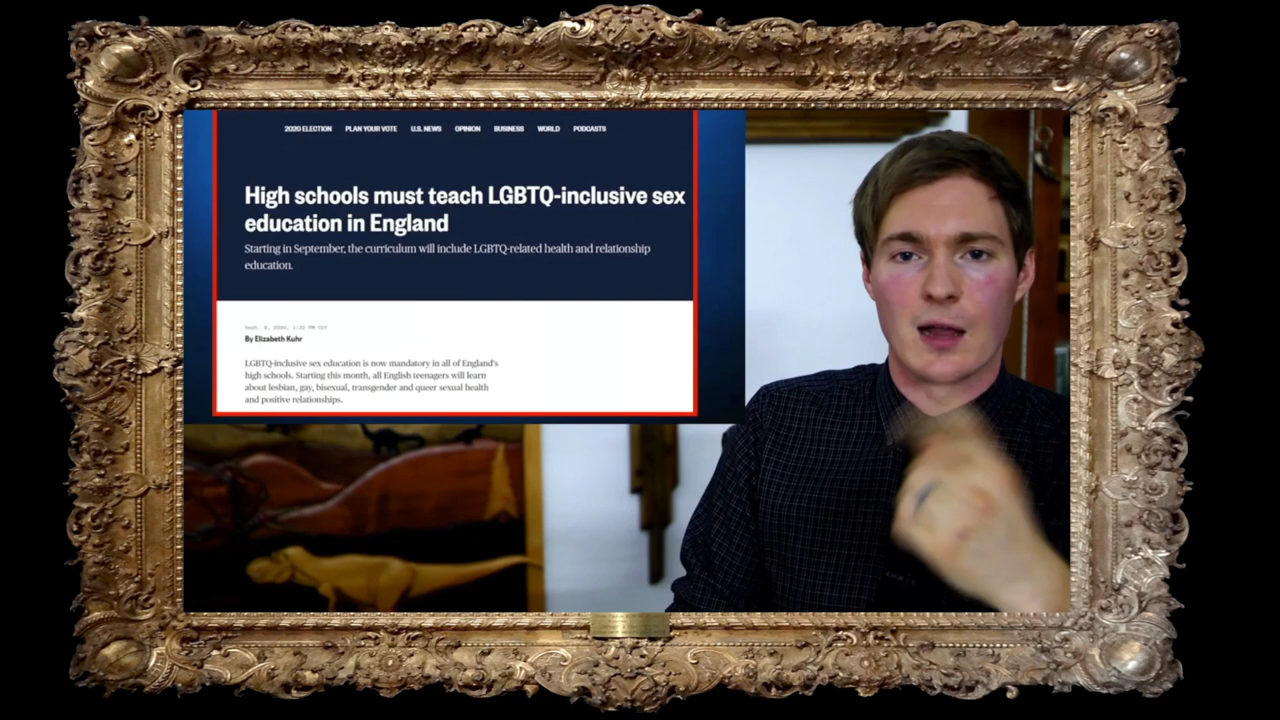 2020 ELECTION PLAN YOUR VOTE U.S. NEWS OPINION BUSINESS WORLD PODCASTS
High schools must teach LGBTQ-inclusive sex
education in England
Starting in September, the curriculum will include LGBTQ-related health and relationship
education.
By Elizabeth Kuhr
LGBTQ-inclusive sex education is now mandatory in all of England's
high schools. Starting this month, all English teenagers will learn
about lesbian, gay, bisexual, transgender and queer sexual health
and positive relationships.